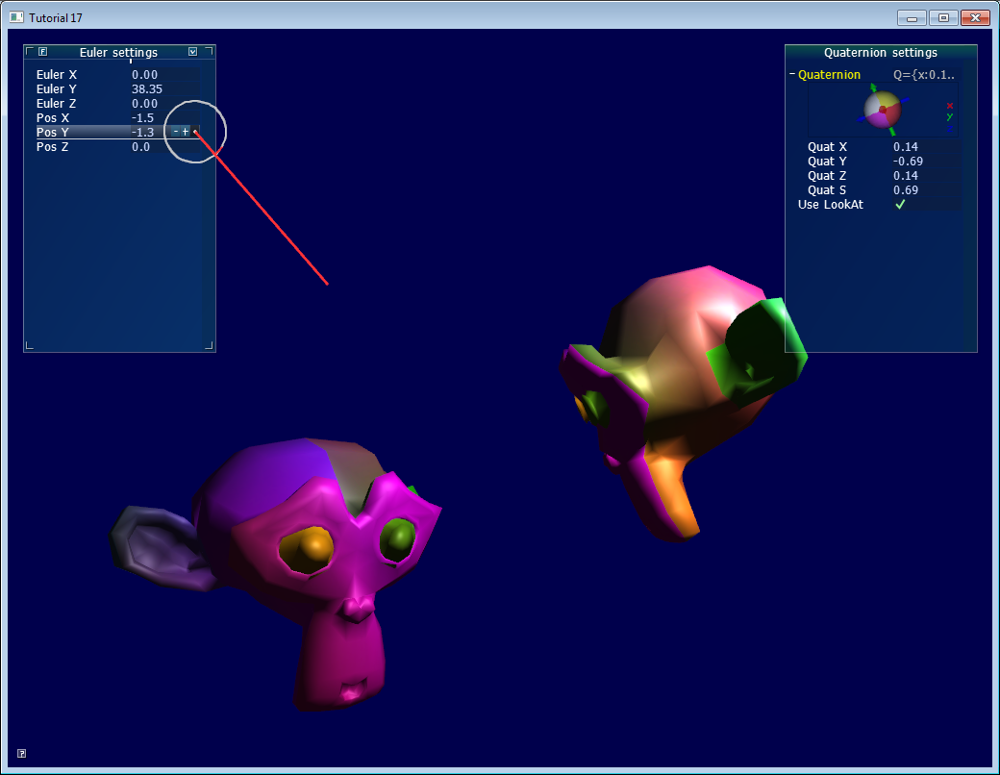 Tutorial 17
F Euler settings V
Euler X 0.00
Euler Y 38.35
Euler Z 0.00
Pos X -1.5
Pos Y -1.3 - +
Pos Z 0.0
Quaternion settings
Quaternion Q={x:0.1..
X
Y
Z
Quat X 0.14
Quat Y -0.69
Quat Z 0.14
Quat S 0.69
Use LookAt ✓
?